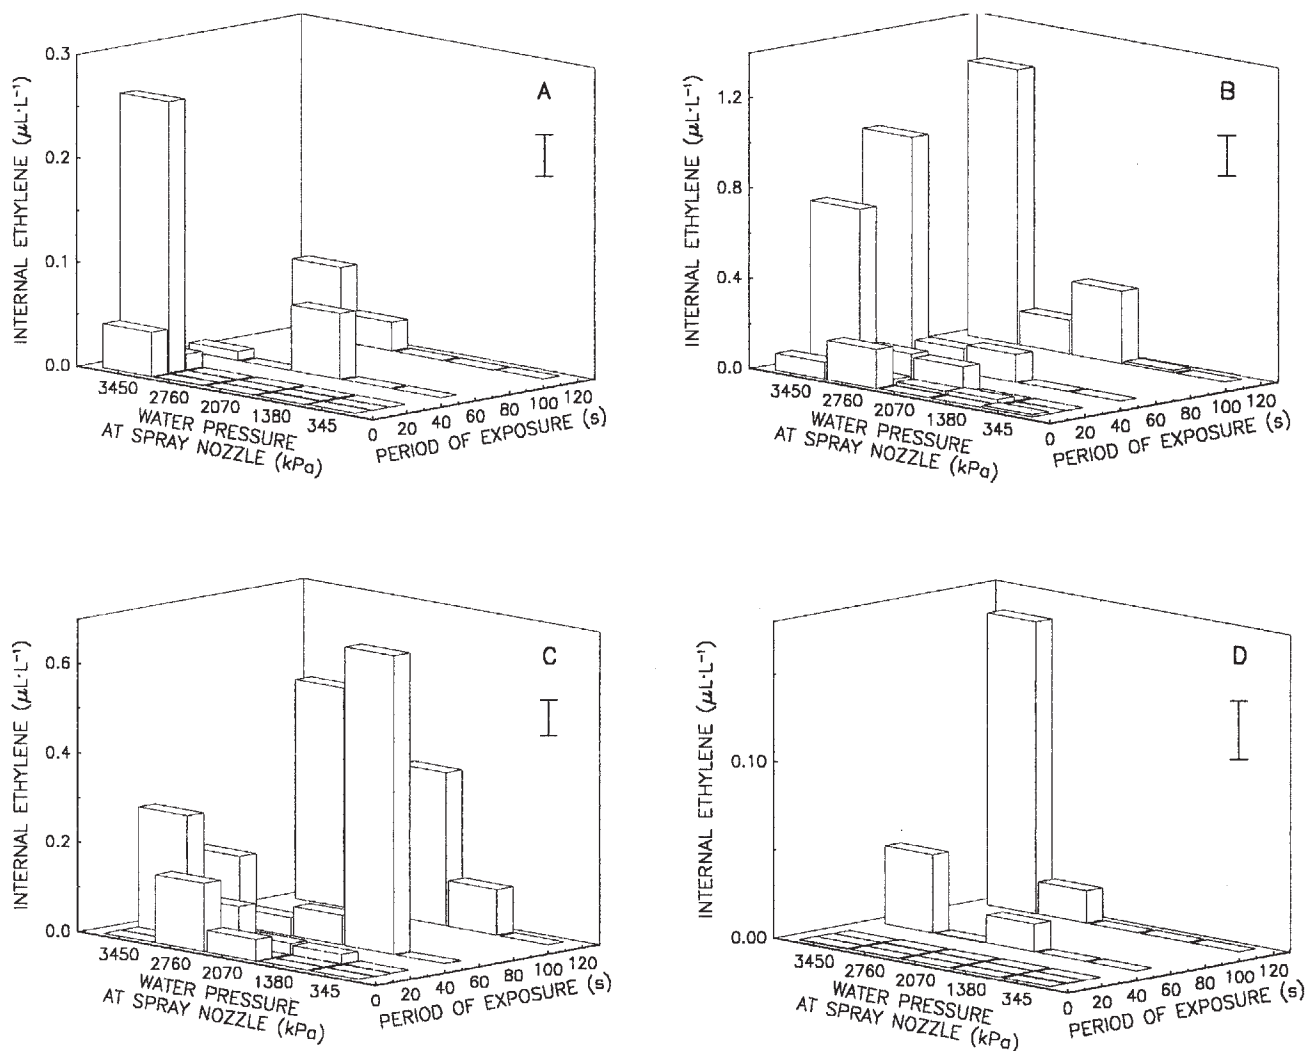 A
INTERNAL ETHYLENE (μL·L⁻¹)
0.3
0.2
0.1
0.0
3450
2760
2070
1380
345
WATER PRESSURE
AT SPRAY NOZZLE (kPa)
0 20 40 60 80 100 120
PERIOD OF EXPOSURE (s)
B
INTERNAL ETHYLENE (μL·L⁻¹)
1.2
0.8
0.4
0.0
3450
2760
2070
1380
345
WATER PRESSURE
AT SPRAY NOZZLE (kPa)
0 20 40 60 80 100 120
PERIOD OF EXPOSURE (s)
C
INTERNAL ETHYLENE (μL·L⁻¹)
0.6
0.4
0.2
0.0
3450
2760
2070
1380
345
WATER PRESSURE
AT SPRAY NOZZLE (kPa)
0 20 40 60 80 100 120
PERIOD OF EXPOSURE (s)
D
INTERNAL ETHYLENE (μL·L⁻¹)
0.10
0.00
3450
2760
2070
1380
345
WATER PRESSURE
AT SPRAY NOZZLE (kPa)
0 20 40 60 80 100 120
PERIOD OF EXPOSURE (s)